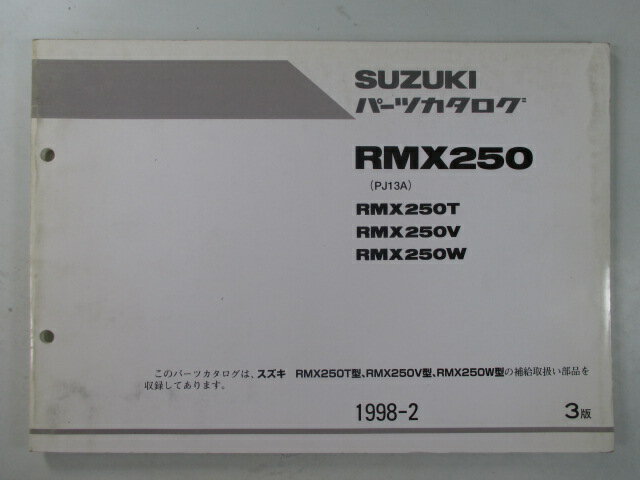 SUZUKI
パーツカタログ
RMX250
(PJ13A)
RMX250T
RMX250V
RMX250W
このパーツカタログは、スズキ RMX250T型、RMX250V型、RMX250W型の補給取扱い部品を
収録してあります。
1998-2 3版